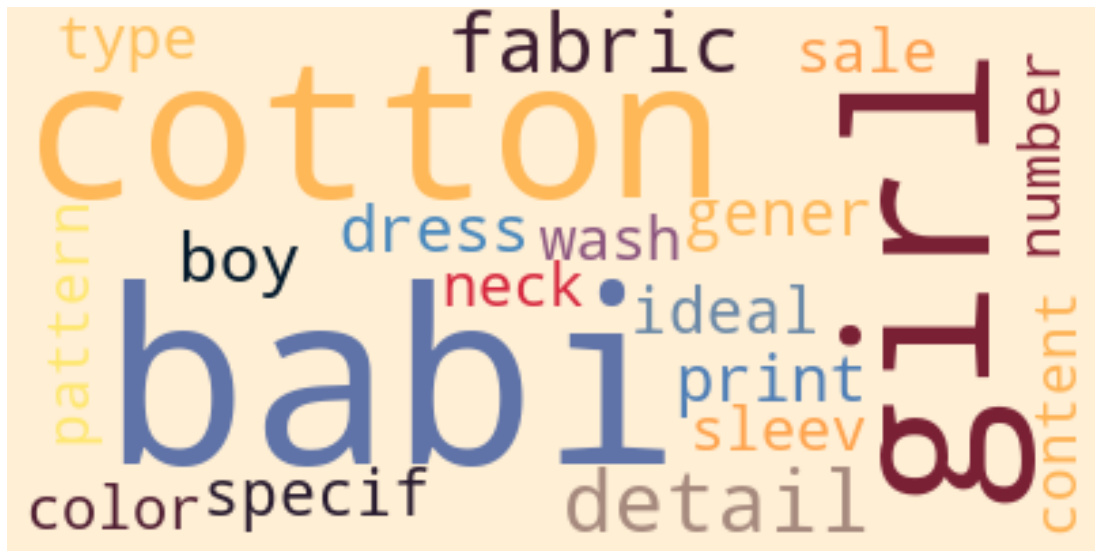 type
fabric
sale
cotton
girl
number
pattern
boy
dress
wash
gener
neck
babi
ideal
print
sleev
content
color
specif
detail